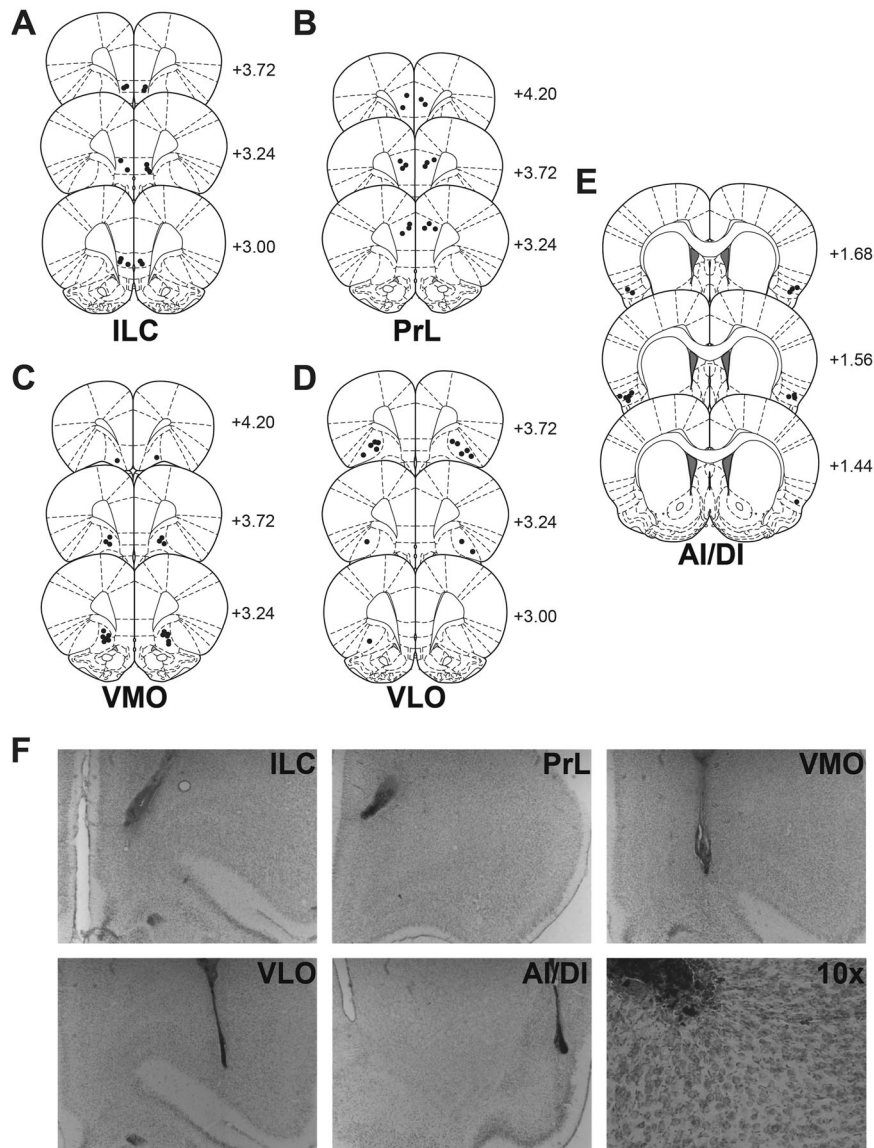 A
+3.72
+3.24
+3.00
ILC
B
+4.20
+3.72
+3.24
PrL
C
+4.20
+3.72
+3.24
VMO
D
+3.72
+3.24
+3.00
VLO
E
+1.68
+1.56
+1.44
AI/DI
F
ILC
PrL
VMO
VLO
AI/DI
10x